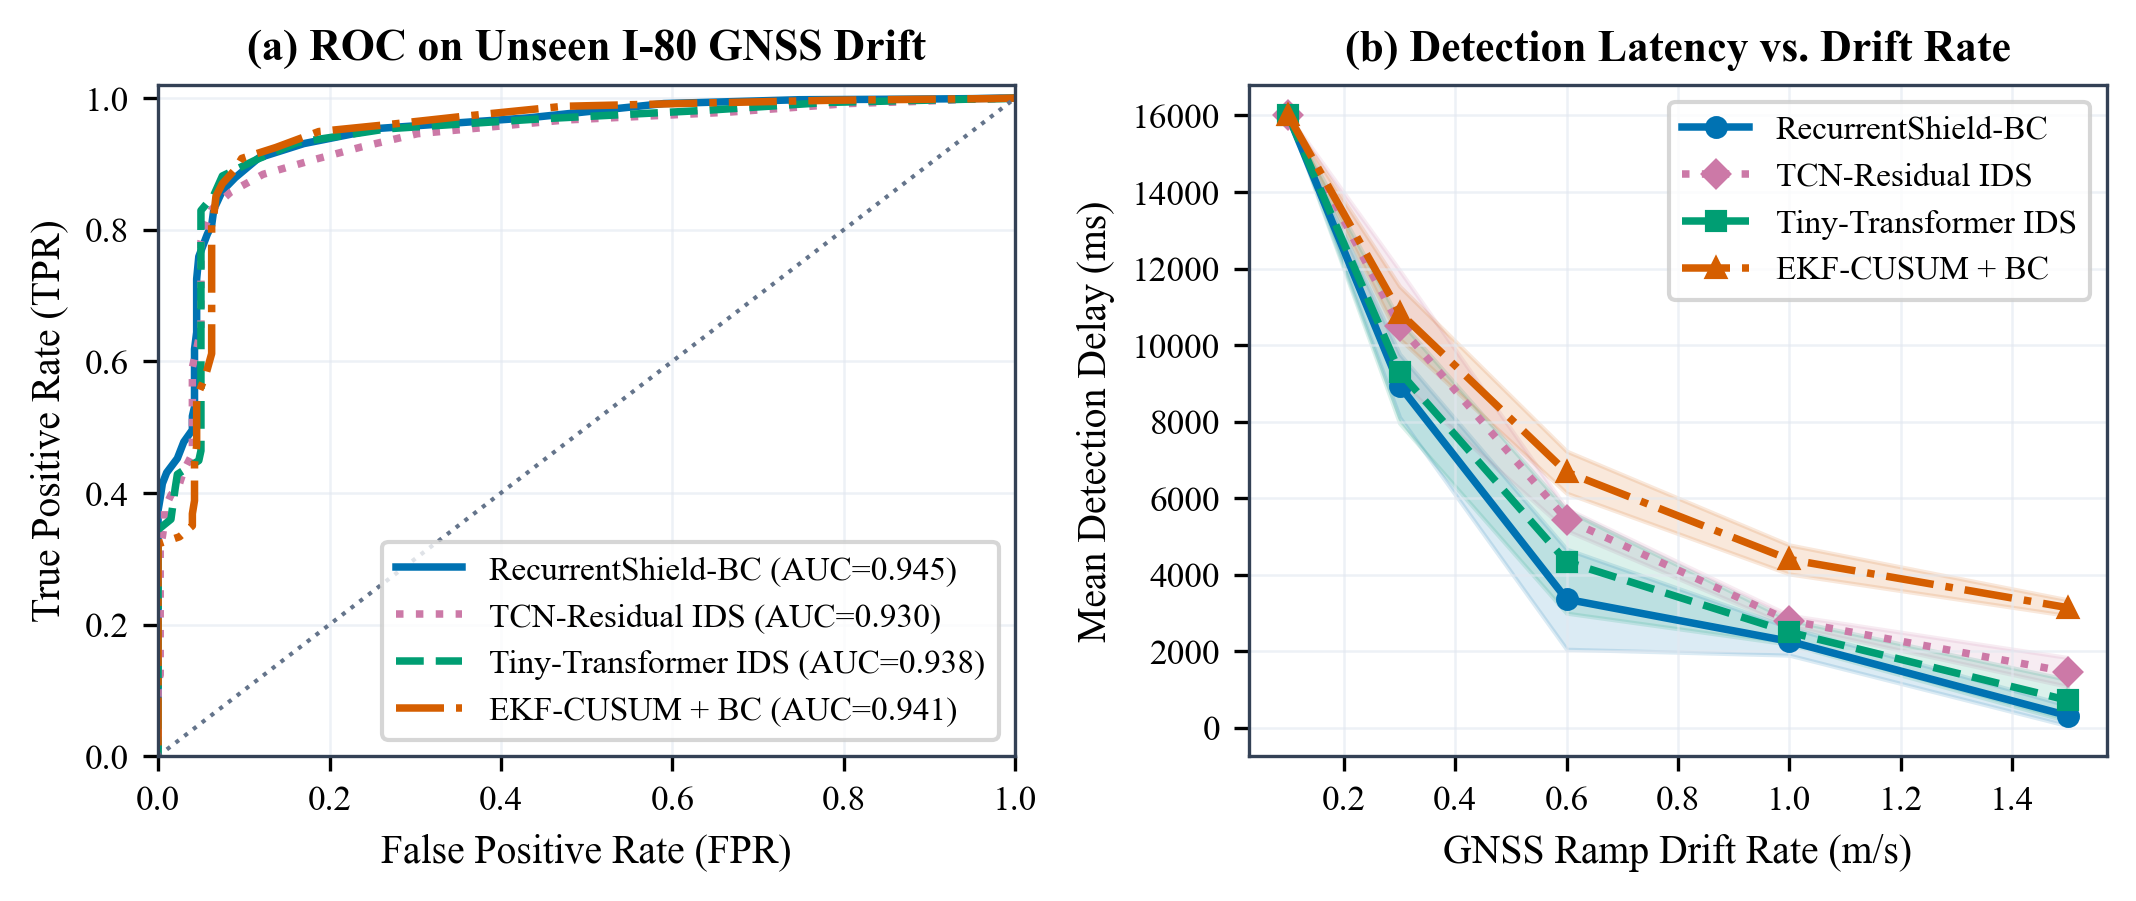 (a) ROC on Unseen I-80 GNSS Drift
True Positive Rate (TPR)
1.0
0.8
0.6
0.4
0.2
0.0
RecurrentShield-BC (AUC=0.945)
TCN-Residual IDS (AUC=0.930)
Tiny-Transformer IDS (AUC=0.938)
EKF-CUSUM + BC (AUC=0.941)
0.0 0.2 0.4 0.6 0.8 1.0
False Positive Rate (FPR)
(b) Detection Latency vs. Drift Rate
Mean Detection Delay (ms)
16000
14000
12000
10000
8000
6000
4000
2000
0
RecurrentShield-BC
TCN-Residual IDS
Tiny-Transformer IDS
EKF-CUSUM + BC
0.2 0.4 0.6 0.8 1.0 1.2 1.4
GNSS Ramp Drift Rate (m/s)